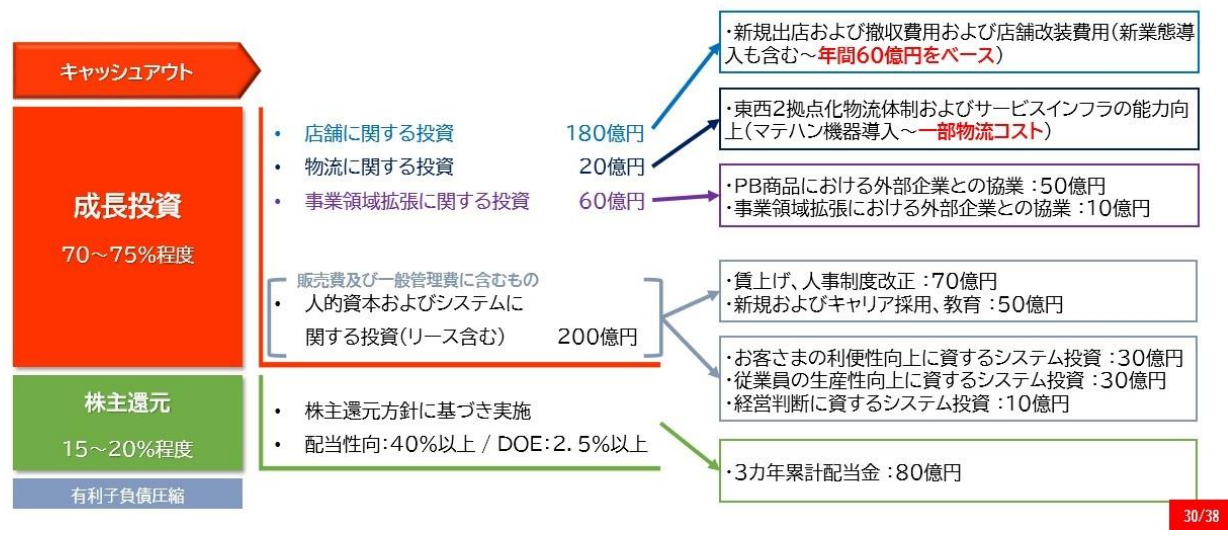 キャッシュアウト
成長投資
70～75%程度
・ 店舗に関する投資 180億円
・ 物流に関する投資 20億円
・ 事業領域拡張に関する投資 60億円
販売費及び一般管理費に含むもの
・ 人的資本およびシステムに
関する投資(リース含む) 200億円
・新規出店および撤収費用および店舗改装費用(新業態導
入も含む～年間60億円をベース)
・東西2拠点化物流体制およびサービスインフラの能力向
上(マテハン機器導入～一部物流コスト)
・PB商品における外部企業との協業：50億円
・事業領域拡張における外部企業との協業：10億円
・賃上げ、人事制度改正：70億円
・新規およびキャリア採用、教育：50億円
・お客さまの利便性向上に資するシステム投資：30億円
・従業員の生産性向上に資するシステム投資：30億円
・経営判断に資するシステム投資：10億円
株主還元
15～20%程度
・ 株主還元方針に基づき実施
・ 配当性向：40%以上 / DOE：2.5%以上
・3カ年累計配当金：80億円
有利子負債圧縮
30/38